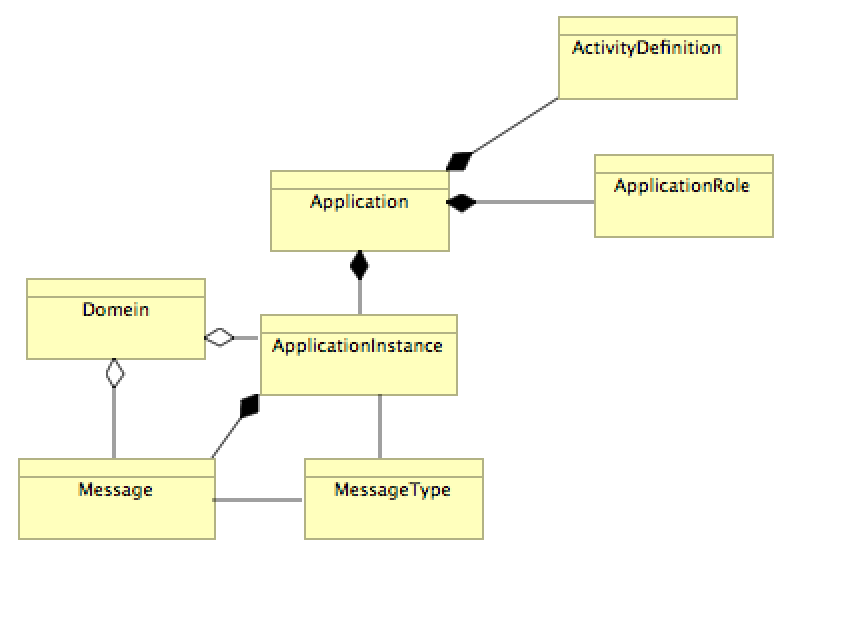 ActivityDefinition
ApplicationRole
Application
Domein
ApplicationInstance
Message
MessageType